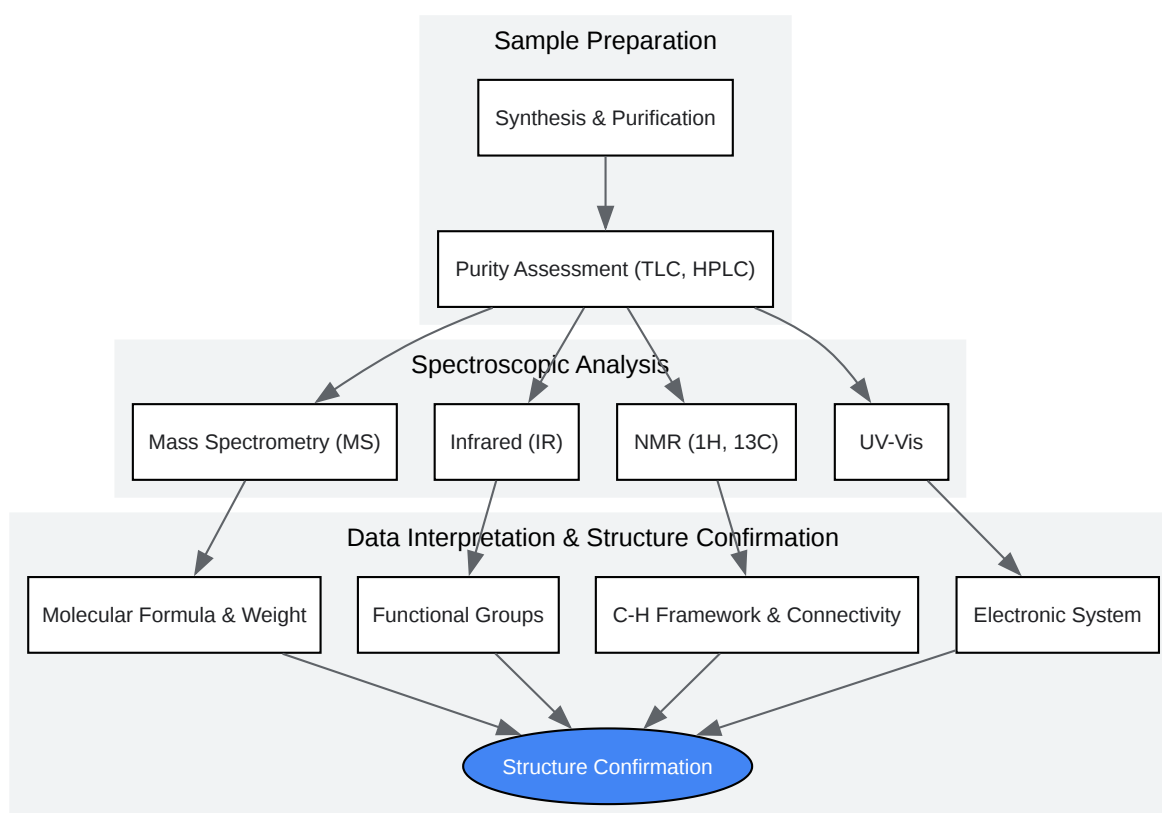 Sample Preparation
Synthesis & Purification
Purity Assessment (TLC, HPLC)
Spectroscopic Analysis
Mass Spectrometry (MS)
Infrared (IR)
NMR (1H, 13C)
UV-Vis
Data Interpretation & Structure Confirmation
Molecular Formula & Weight
Functional Groups
C-H Framework & Connectivity
Electronic System
Structure Confirmation